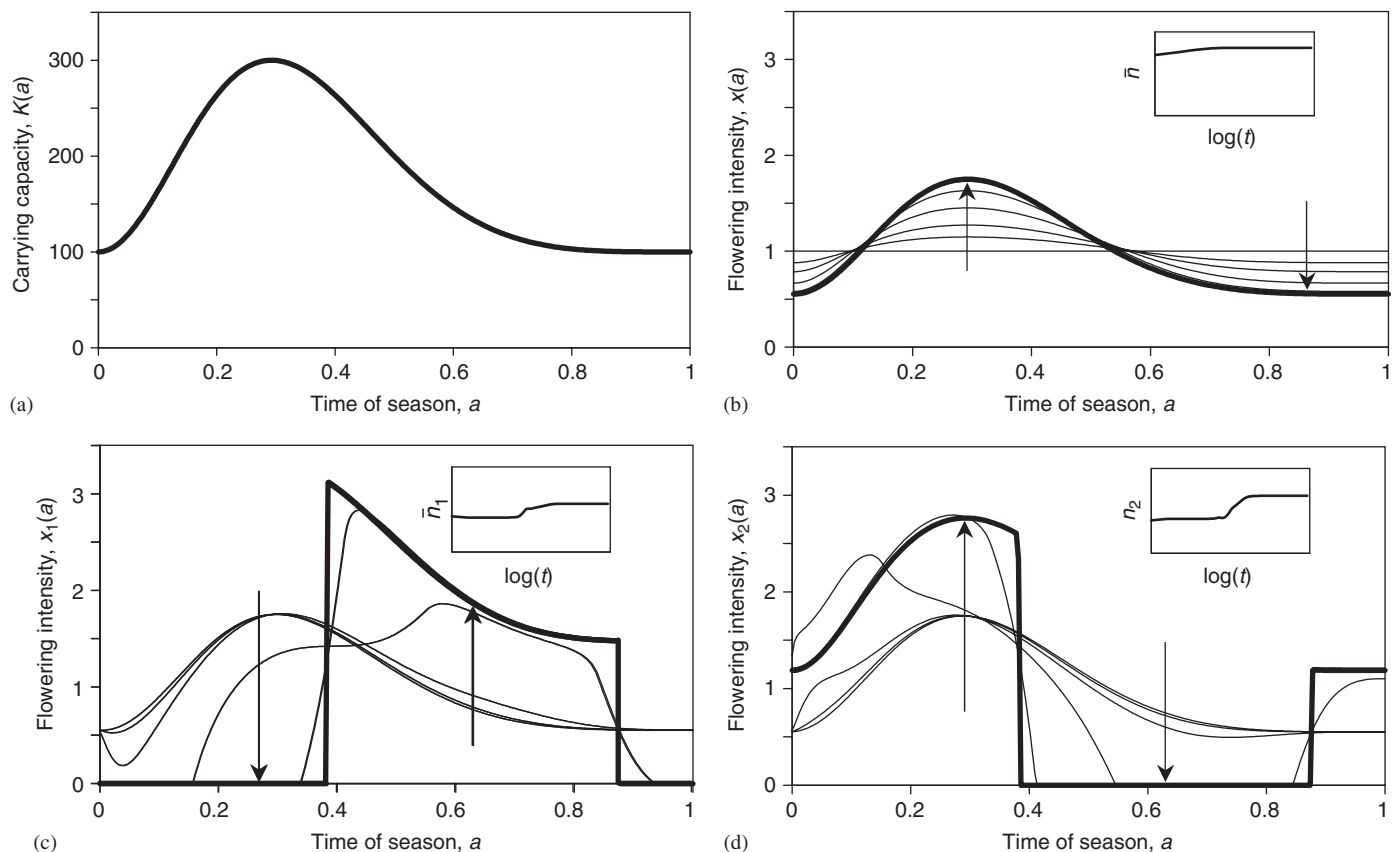 Carrying capacity, K(a)
300
200
100
0
0 0.2 0.4 0.6 0.8 1
Time of season, a
(a)
Flowering intensity, x(a)
3
2
1
0
0 0.2 0.4 0.6 0.8 1
Time of season, a
n̄
log(t)
(b)
Flowering intensity, x₁(a)
3
2
1
0
0 0.2 0.4 0.6 0.8 1
Time of season, a
n̄₁
log(t)
(c)
Flowering intensity, x₂(a)
3
2
1
0
0 0.2 0.4 0.6 0.8 1
Time of season, a
n₂
log(t)
(d)